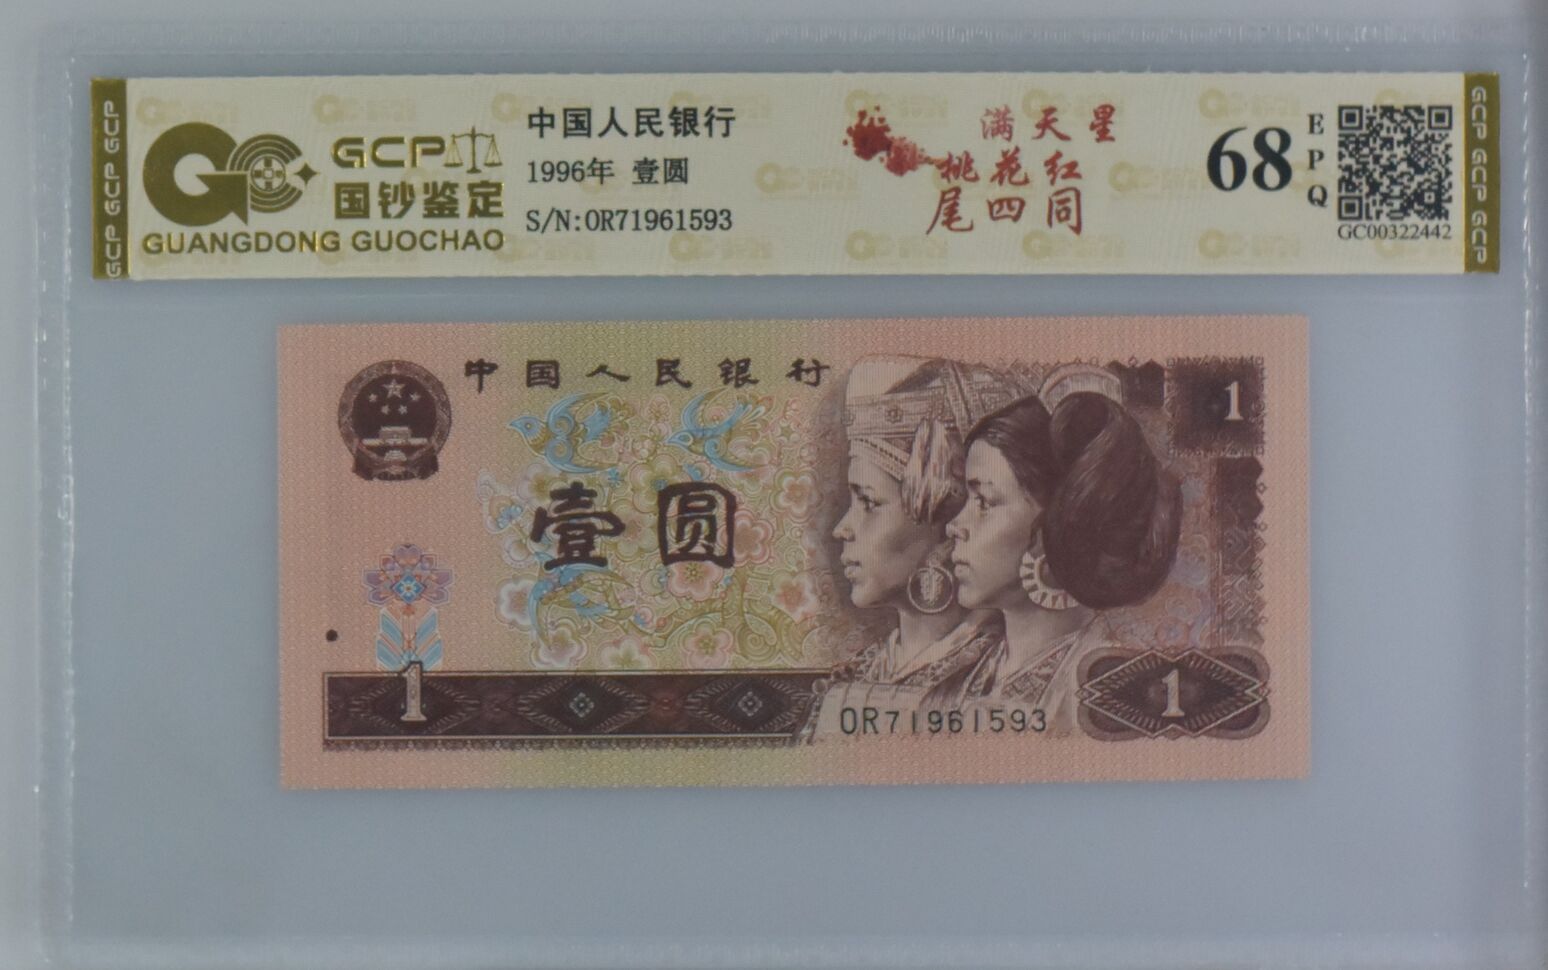 GCP GCP GCP
GCP
国钞鉴定
GUANGDONG GUOCHAO
中国人民银行
1996年 壹圆
S/N:OR71961593
满天星
桃花红
尾四同
68
EPQ
GC00322442
GCP GCP GCP
中国人民银行
1
壹圆
1
OR71961593
1